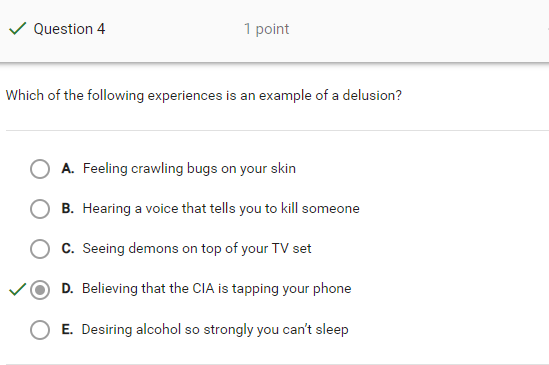 Question 4 1 point
Which of the following experiences is an example of a delusion?
A. Feeling crawling bugs on your skin
B. Hearing a voice that tells you to kill someone
C. Seeing demons on top of your TV set
D. Believing that the CIA is tapping your phone
E. Desiring alcohol so strongly you can't sleep